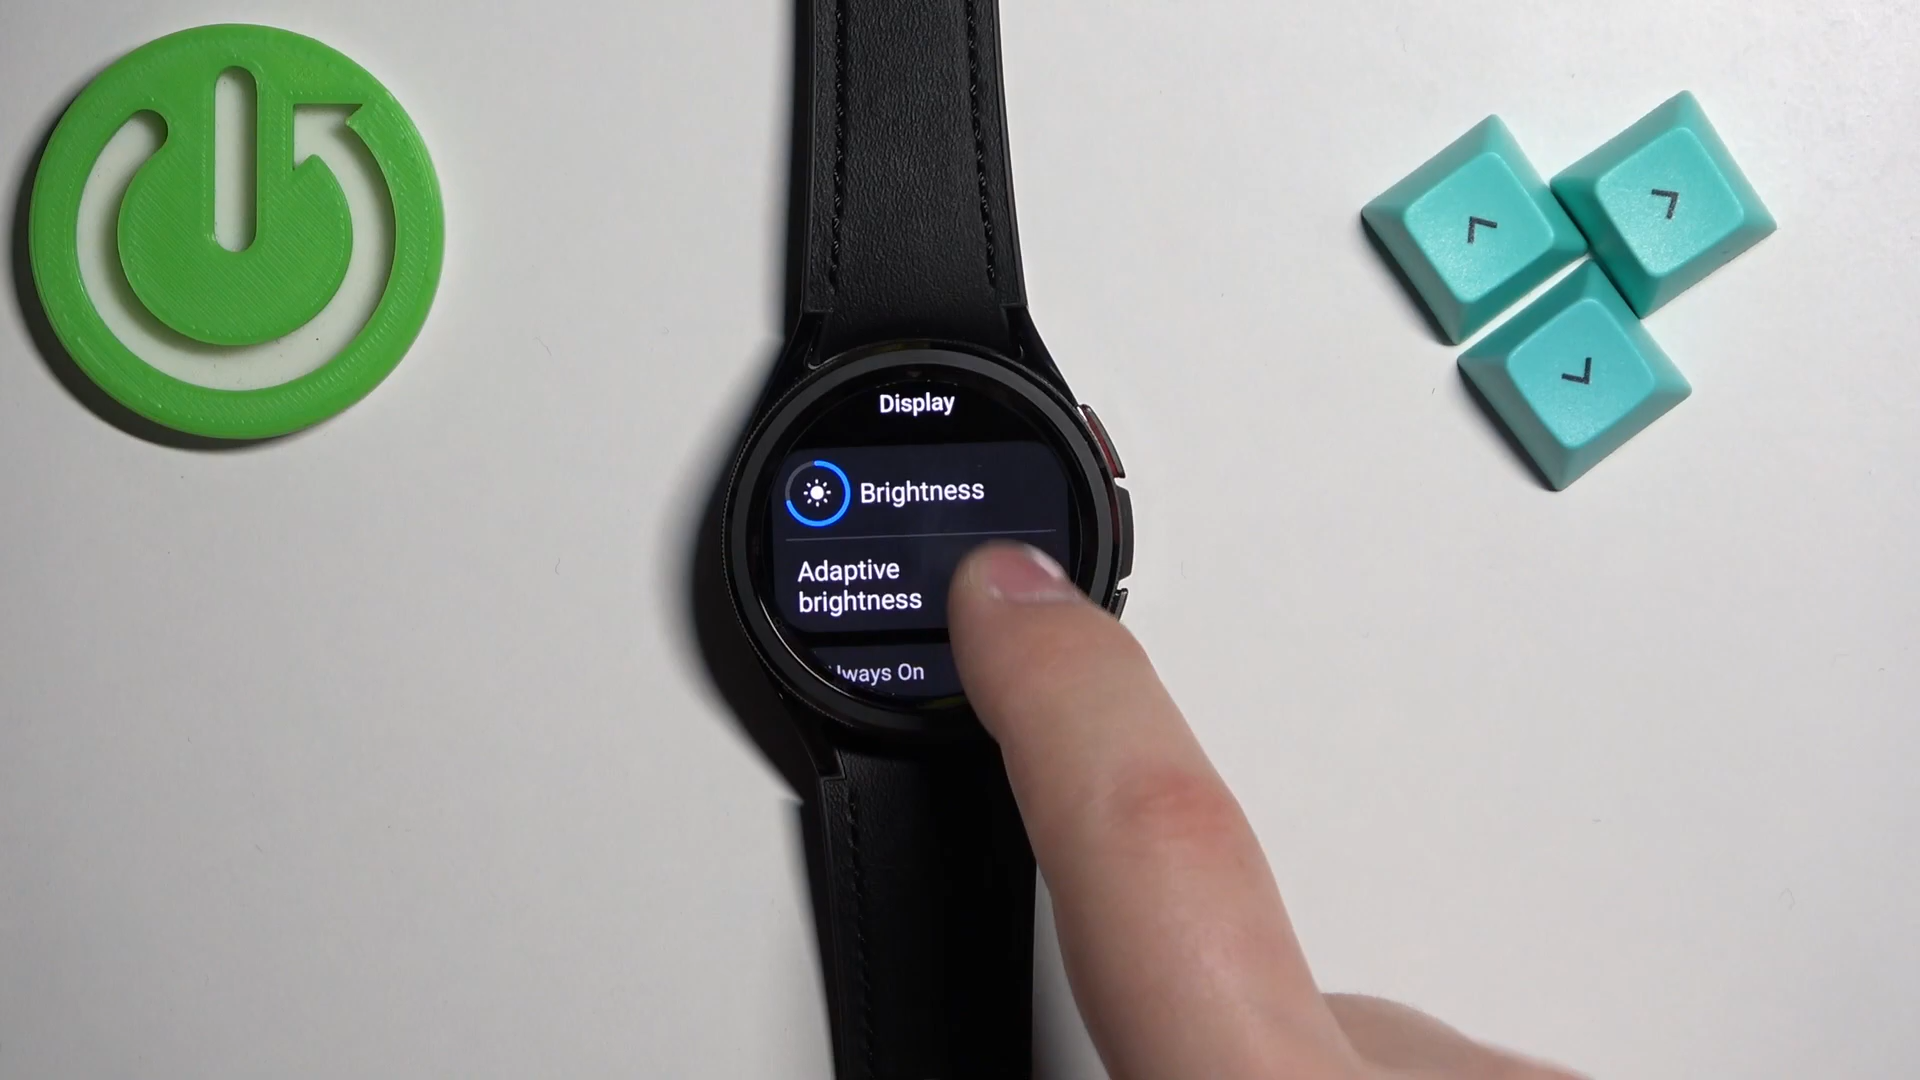 Display
Brightness
Adaptive
brightness
lways On